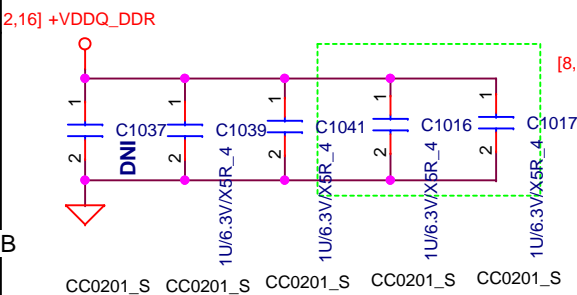 2,16] +VDDQ_DDR
[8,
1
1
1
1
1
C1037
C1039
C1041
C1016
C1017
2
2
2
2
2
DNI
1U/6.3V/X5R_4
1U/6.3V/X5R_4
1U/6.3V/X5R_4
1U/6.3V/X5R_4
B
CC0201_S
CC0201_S
CC0201_S
CC0201_S
CC0201_S